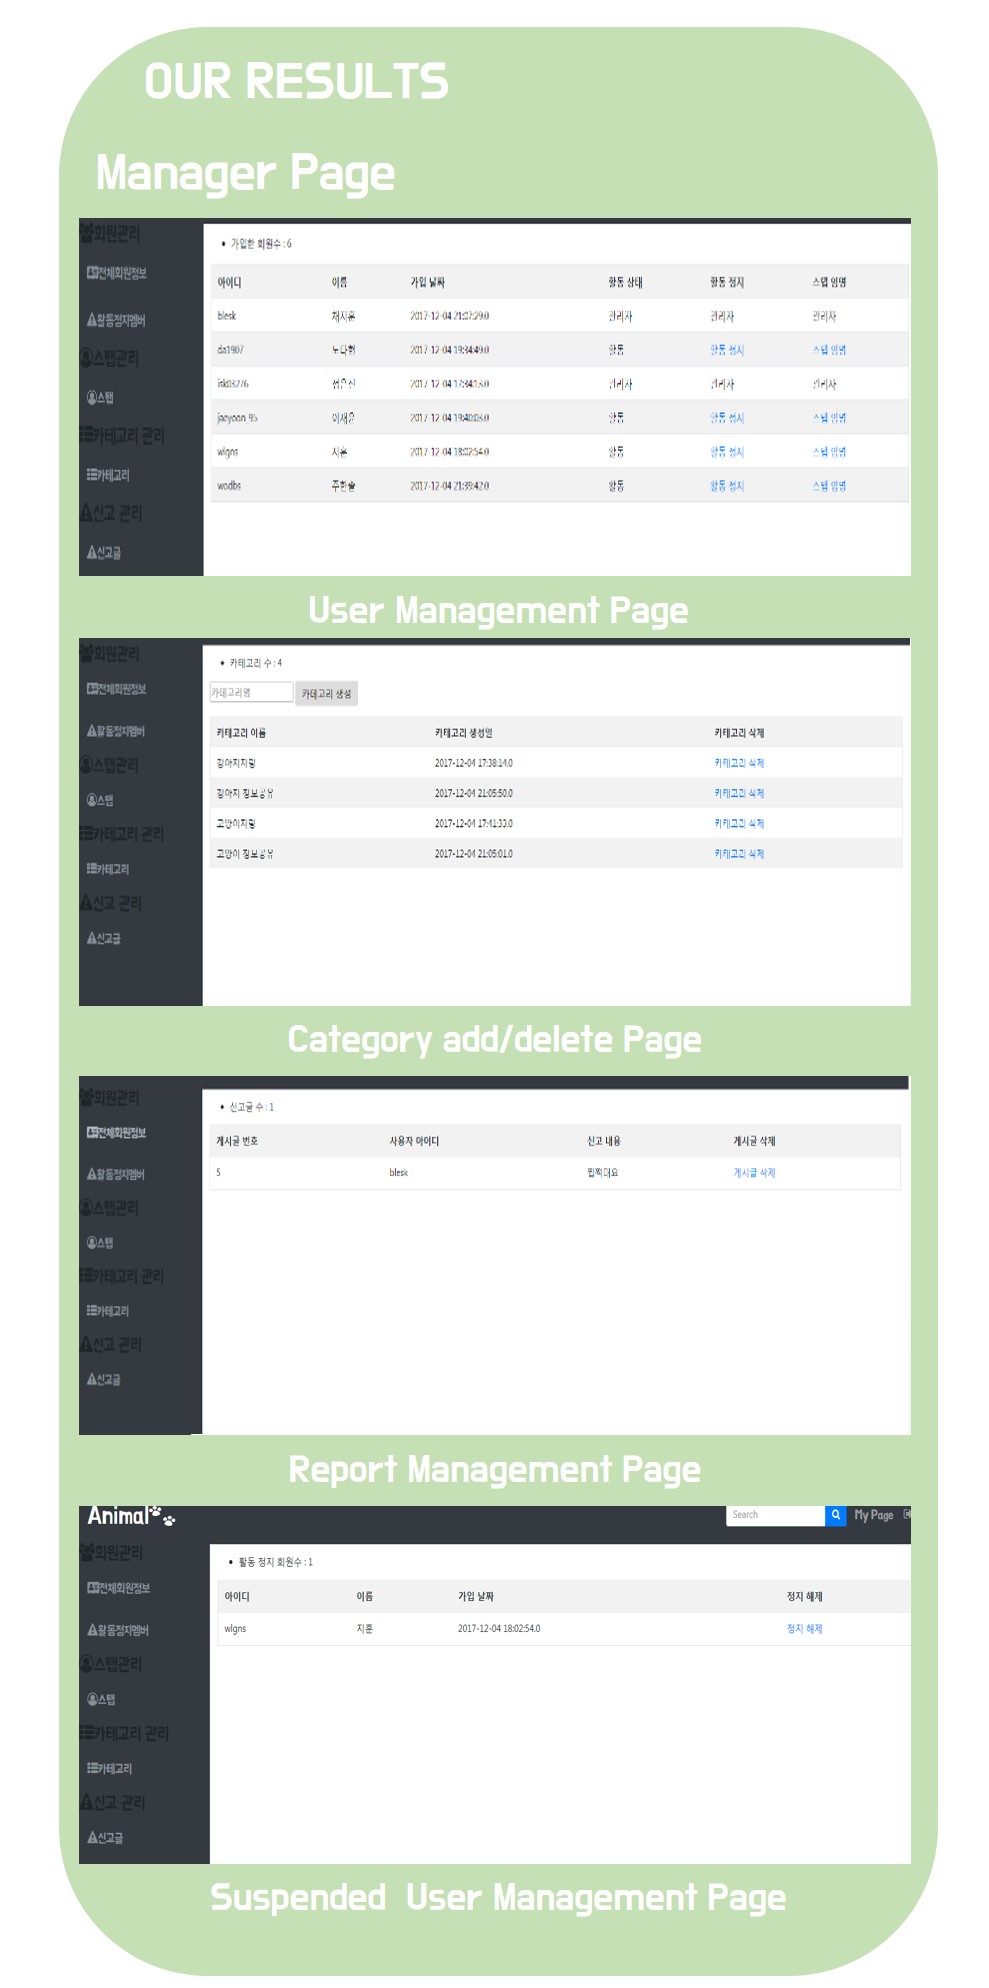 OUR RESULTS
Manager Page
회원관리
전체회원정보
활동정지멤버
스탭관리
스탭
카테고리 관리
카테고리
신고 관리
신고글
• 가입한 회원수 : 6
아이디 이름 가입 날짜 활동 상태 활동 정지 스탭 임명
blesk 채지훈 2017-12-04 21:07:29.0 관리자 관리자 관리자
da1907 노다현 2017-12-04 19:34:49.0 활동 활동 정지 스탭 임명
2017-12-04 17:34:13.0 관리자 관리자 관리자
jaeyoon_95 이재윤 2017-12-04 19:40:03.0 활동 활동 정지 스탭 임명
wlgns 지훈 2017-12-04 18:02:54.0 활동 활동 정지 스탭 임명
wodbs 주한솔 2017-12-04 21:39:42.0 활동 활동 정지 스탭 임명
User Management Page
회원관리
전체회원정보
활동정지멤버
스탭관리
스탭
카테고리 관리
카테고리
신고 관리
신고글
• 카테고리 수 : 4
카테고리명 카테고리 생성
카테고리 이름 카테고리 생성일 카테고리 삭제
강아지자랑 2017-12-04 17:38:14.0 카테고리 삭제
강아지 정보공유 2017-12-04 21:05:50.0 카테고리 삭제
고양이자랑 2017-12-04 17:41:33.0 카테고리 삭제
고양이 정보공유 2017-12-04 21:05:01.0 카테고리 삭제
Category add/delete Page
회원관리
전체회원정보
활동정지멤버
스탭관리
스탭
카테고리 관리
카테고리
신고 관리
신고글
• 신고글 수 : 1
게시글 번호 사용자 아이디 신고 내용 게시글 삭제
5 blesk 게시글 삭제
Report Management Page
Animal
Search My Page
회원관리
전체회원정보
활동정지멤버
스탭관리
스탭
카테고리 관리
카테고리
신고 관리
신고글
• 활동 정지 회원수 : 1
아이디 이름 가입 날짜 정지 해제
wlgns 지훈 2017-12-04 18:02:54.0 정지 해제
Suspended User Management Page